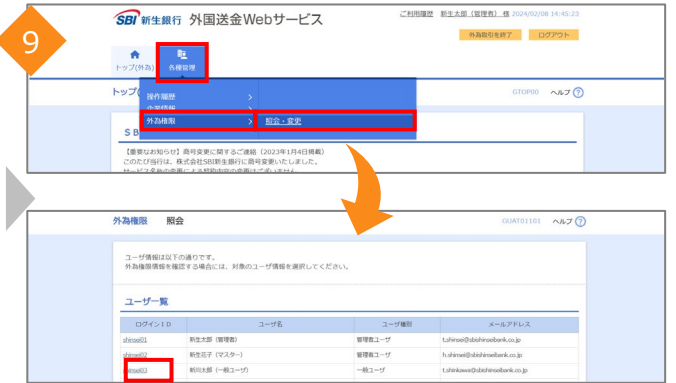 9
SBI新生銀行 外国送金Webサービス
ご利用履歴 新生太郎（管理者） 様 2024/02/08 14:45:23
外為取引を終了 ログアウト
トップ(外為) 各種管理
トップ(
GTOP00 ヘルプ ?
操作履歴 >
企業情報
外為権限 > 照会・変更
S B
【重要なお知らせ】商号変更に関するご連絡（2023年1月4日掲載）
このたび当行は、株式会社SBI新生銀行に商号変更いたしました。
外為権限 照会
GUAT01101 ヘルプ ?
ユーザ情報は以下の通りです。
外為権限情報を確認する場合には、対象のユーザ情報を選択してください。
ユーザ一覧
ログインＩＤ ユーザ名 ユーザ種別 メールアドレス
shinsei01 新生太郎（管理者） 管理者ユーザ t.shinsei@sbishinseibank.co.jp
shinsei02 新生花子（マスター） 管理者ユーザ h.shinsei@sbishinseibank.co.jp
shinsei03 新川太郎（一般ユーザ） 一般ユーザ t.shinkawa@sbishinseibank.co.jp